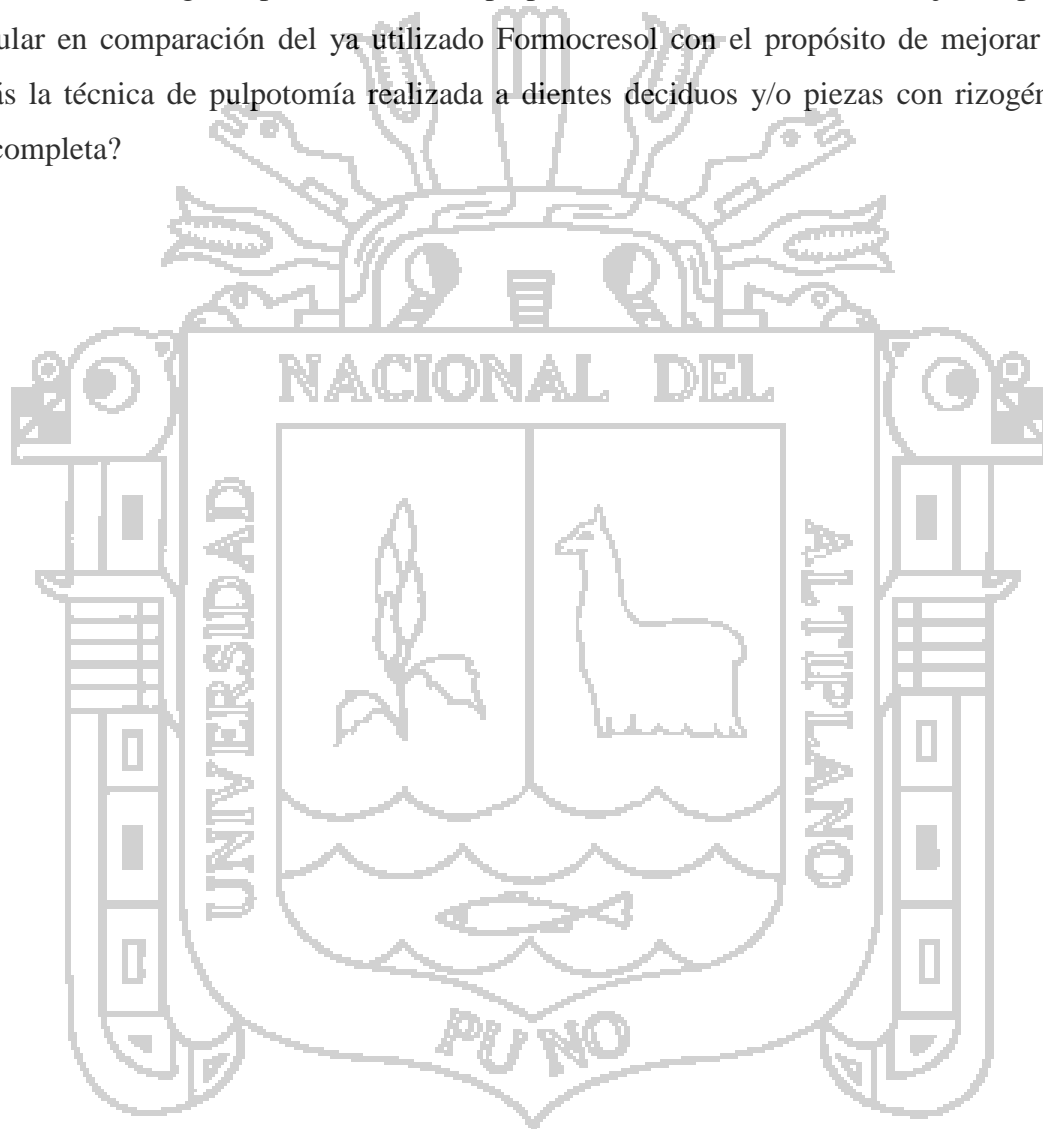 ular en comparación del ya utilizado Formocresol con el propósito de mejorar
la técnica de pulpotomía realizada a dientes deciduos y/o piezas con
completa?
NACIONAL DEL
UNIVERSIDAD
ALTIPLANO
PUNO